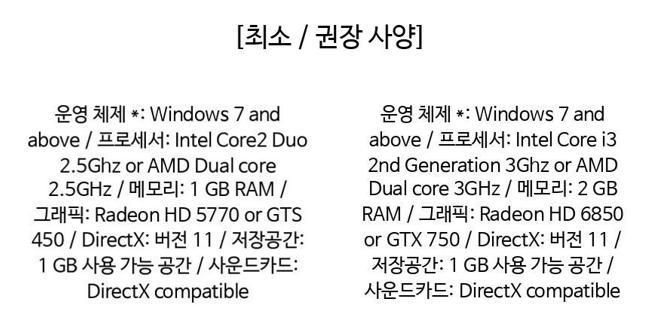 [최소 / 권장 사양]
운영 체제 *: Windows 7 and
above / 프로세서: Intel Core2 Duo
2.5Ghz or AMD Dual core
2.5GHz / 메모리: 1 GB RAM /
그래픽: Radeon HD 5770 or GTS
450 / DirectX: 버전 11 / 저장공간:
1 GB 사용 가능 공간 / 사운드카드:
DirectX compatible
운영 체제 *: Windows 7 and
above / 프로세서: Intel Core i3
2nd Generation 3Ghz or AMD
Dual core 3GHz / 메모리: 2 GB
RAM / 그래픽: Radeon HD 6850
or GTX 750 / DirectX: 버전 11 /
저장공간: 1 GB 사용 가능 공간 /
사운드카드: DirectX compatible